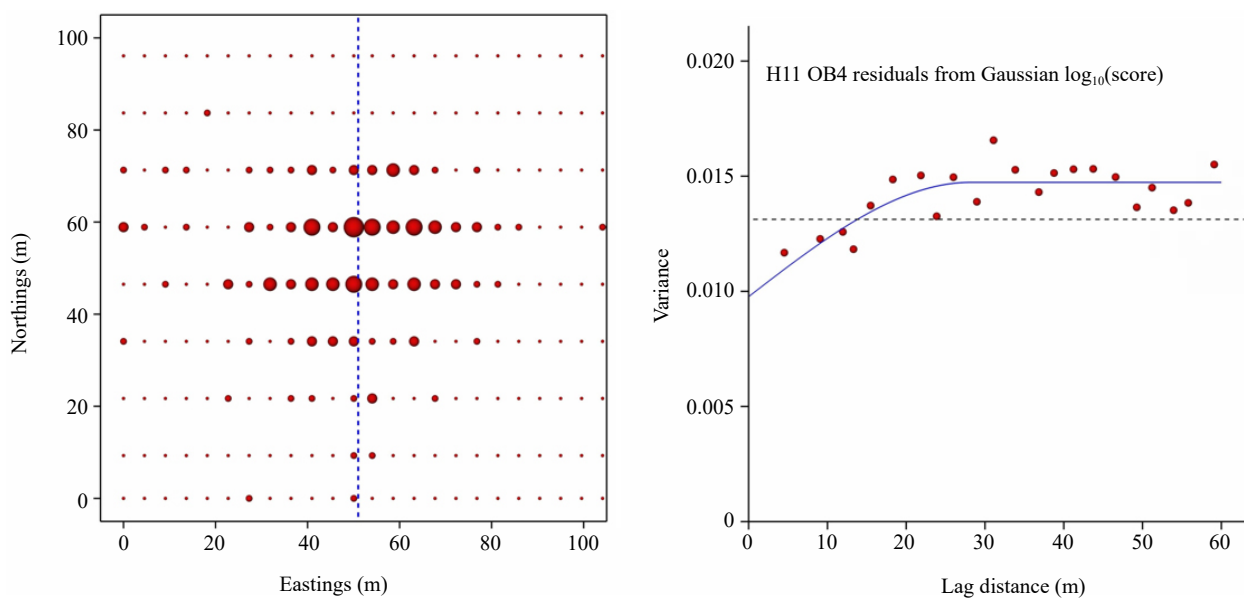 100
80
60
40
20
0
Northings (m)
0 20 40 60 80 100
Eastings (m)
H11 OB4 residuals from Gaussian log₁₀(score)
0.020
0.015
0.010
0.005
0
Variance
0 10 20 30 40 50 60
Lag distance (m)